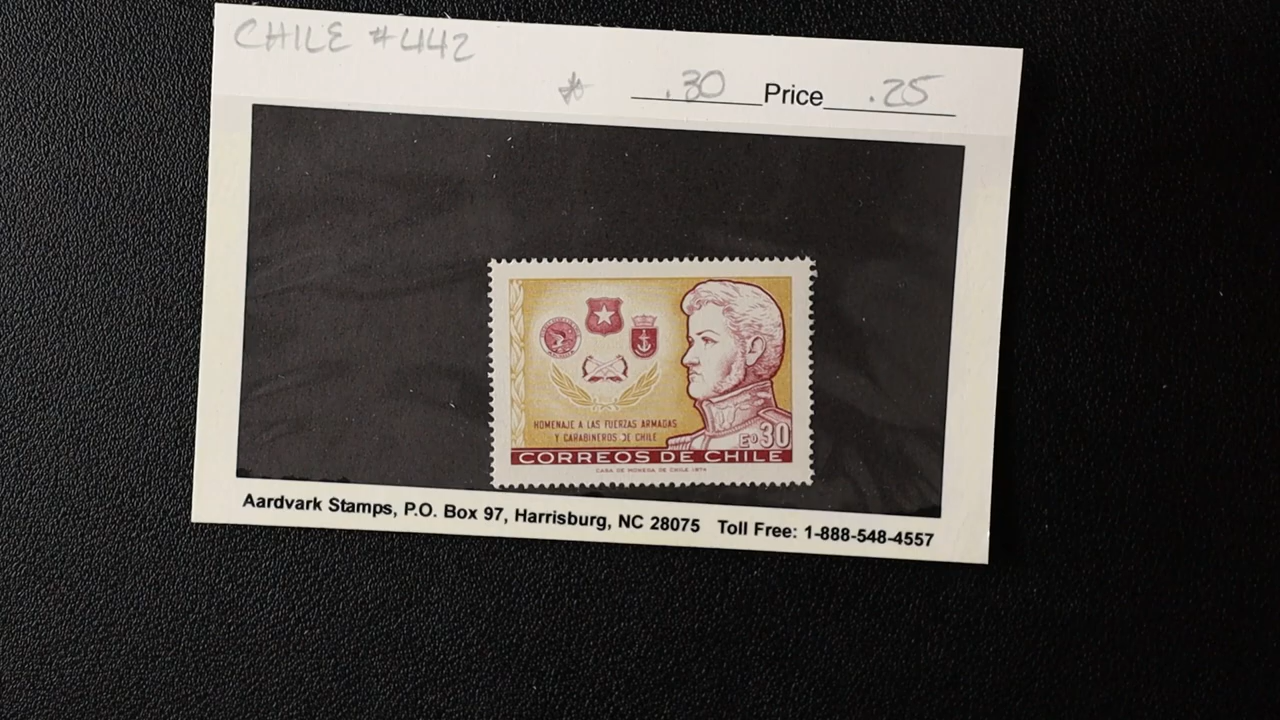 CHILE #442
.30 Price .25
HOMENAJE A LAS FUERZAS ARMADAS
Y CARABINEROS DE CHILE
Eº30
CORREOS DE CHILE
CASA DE MONEDA DE CHILE 1974
Aardvark Stamps, P.O. Box 97, Harrisburg, NC 28075 Toll Free: 1-888-548-4557